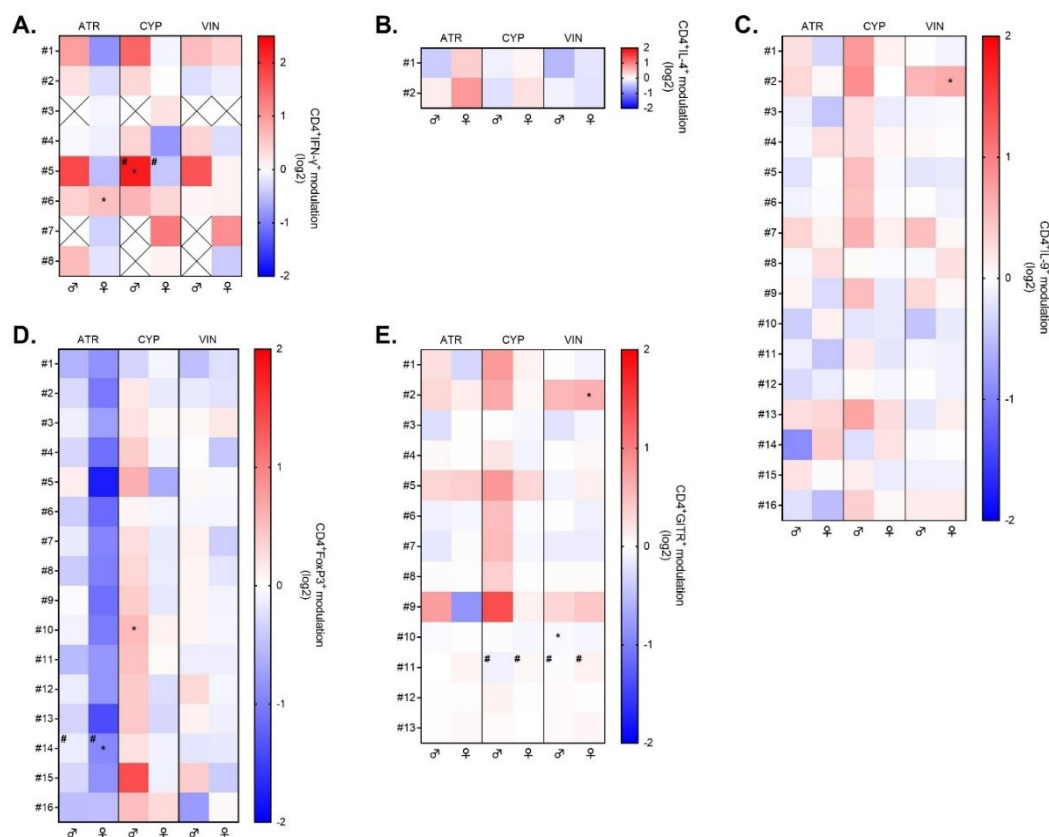 A.
ATR CYP VIN
#1
#2
#3
#4
#5 # * #
#6 *
#7
#8
♂ ♀ ♂ ♀ ♂ ♀
2
1
0
-1
-2
CD4+IFN-γ+ modulation
(log2)
B.
ATR CYP VIN
#1
#2
♂ ♀ ♂ ♀ ♂ ♀
2
1
0
-1
-2
CD4+IL-4+ modulation
(log2)
C.
ATR CYP VIN
#1
#2 *
#3
#4
#5
#6
#7
#8
#9
#10
#11
#12
#13
#14
#15
#16
♂ ♀ ♂ ♀ ♂ ♀
2
1
0
-1
-2
CD4+IL-9+ modulation
(log2)
D.
ATR CYP VIN
#1
#2
#3
#4
#5
#6
#7
#8
#9
#10 *
#11
#12
#13
#14 # # *
#15
#16
♂ ♀ ♂ ♀ ♂ ♀
2
1
0
-1
-2
CD4+FoxP3+ modulation
(log2)
E.
ATR CYP VIN
#1
#2 *
#3
#4
#5
#6
#7
#8
#9
#10 *
#11 # # # #
#12
#13
♂ ♀ ♂ ♀ ♂ ♀
2
1
0
-1
-2
CD4+GITR+ modulation
(log2)